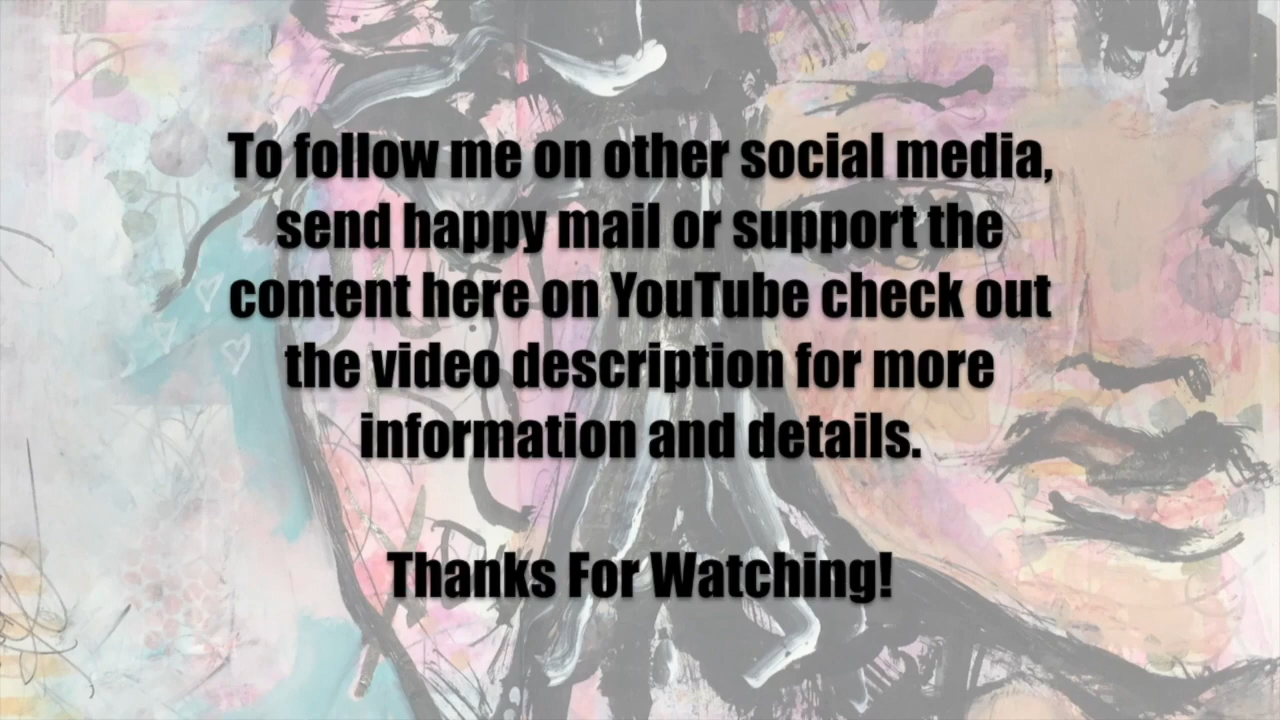 To follow me on other social media,
send happy mail or support the
content here on YouTube check out
the video description for more
information and details.
Thanks For Watching!